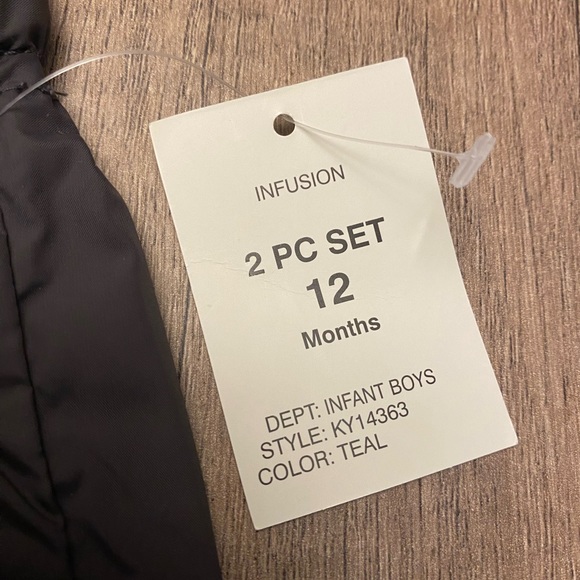 INFUSION
2 PC SET
12
Months
DEPT: INFANT BOYS
STYLE: KY14363
COLOR: TEAL